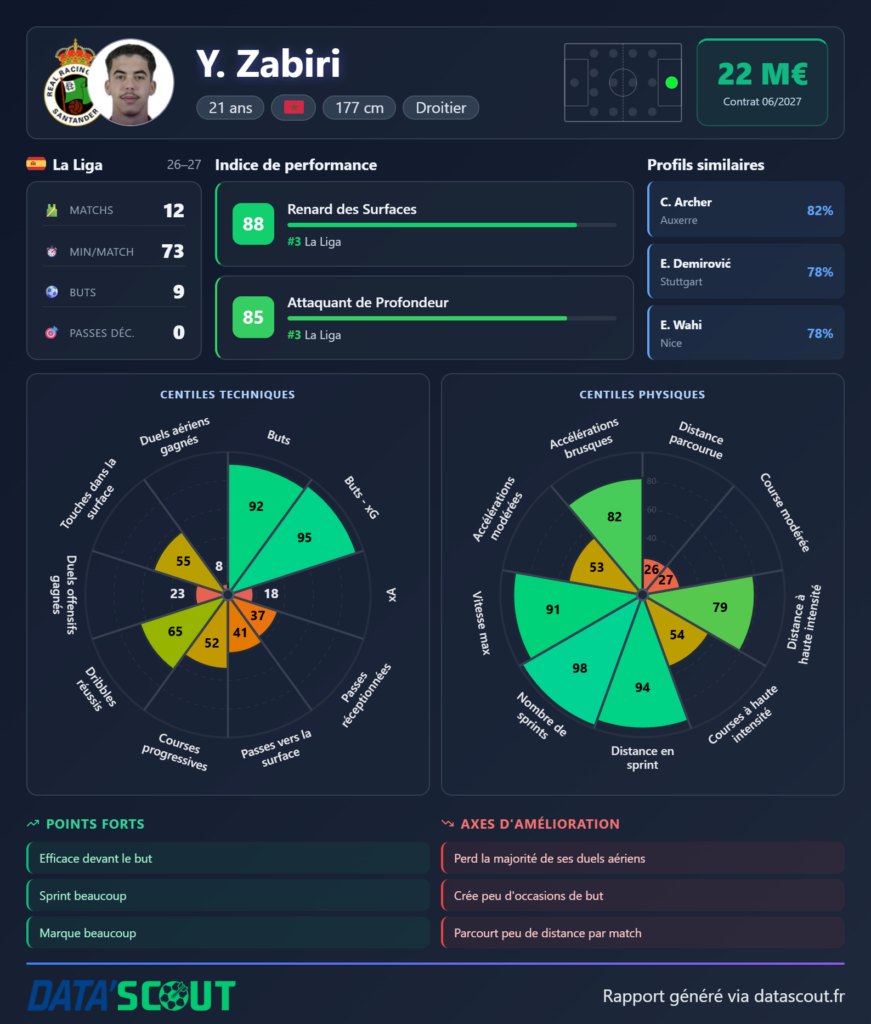 REAL RACING
SANTANDER
Y. Zabiri
21 ans
177 cm
Droitier
22 M€
Contrat 06/2027
La Liga
26–27
MATCHS
12
MIN/MATCH
73
BUTS
9
PASSES DÉC.
0
Indice de performance
88
Renard des Surfaces
#3 La Liga
85
Attaquant de Profondeur
#3 La Liga
Profils similaires
C. Archer
Auxerre
82%
E. Demirović
Stuttgart
78%
E. Wahi
Nice
78%
CENTILES TECHNIQUES
Buts
92
Buts - xG
95
xA
18
Passes
réceptionnées
37
Passes vers la
surface
41
Courses
progressives
52
Dribbles
réussis
65
Duels offensifs
gagnés
23
Touches dans la
surface
55
Duels aériens
gagnés
8
CENTILES PHYSIQUES
80
60
40
Distance
parcourue
26
Course modérée
27
Distance à
haute intensité
79
Courses à haute
intensité
54
Distance en
sprint
94
Nombre de
sprints
98
Vitesse max
91
Accélérations
modérées
53
Accélérations
brusques
82
POINTS FORTS
Efficace devant le but
Sprint beaucoup
Marque beaucoup
AXES D'AMÉLIORATION
Perd la majorité de ses duels aériens
Crée peu d'occasions de but
Parcourt peu de distance par match
DATA'SCOUT
Rapport généré via datascout.fr